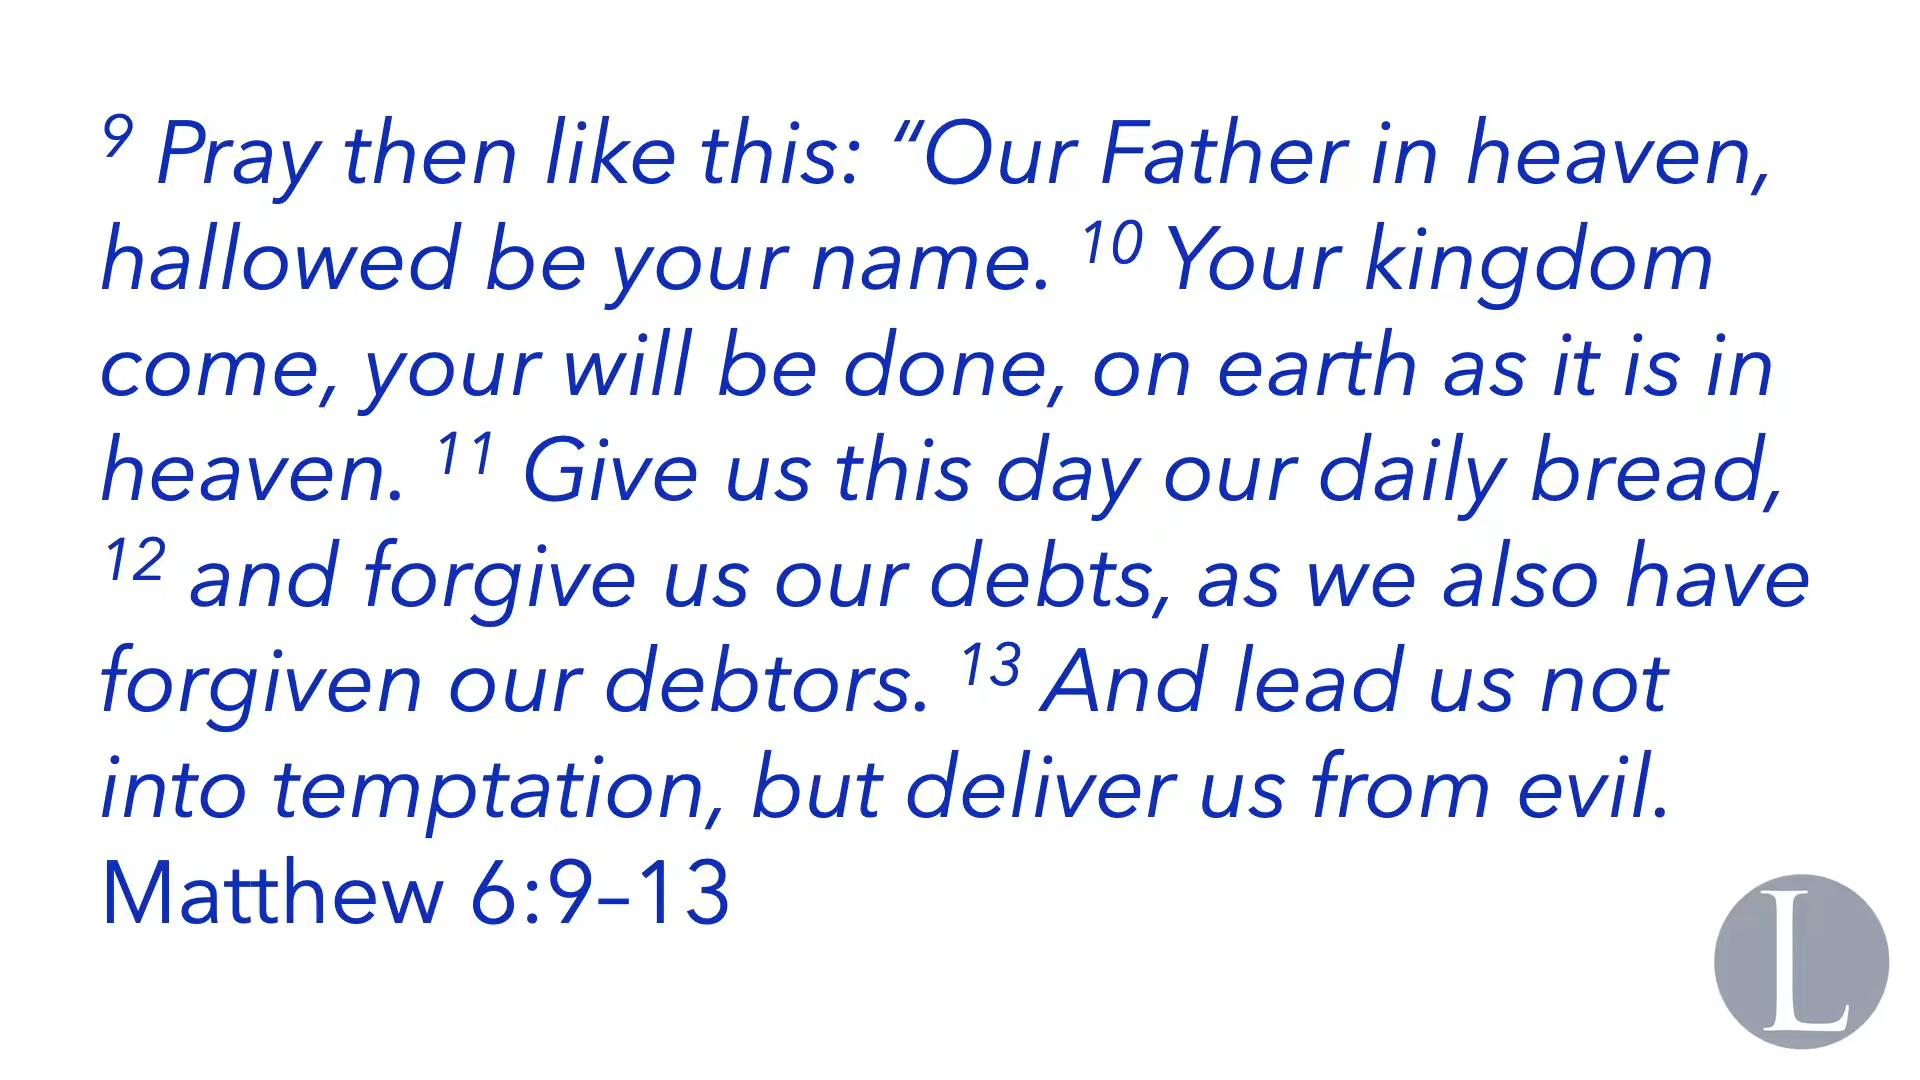 9 Pray then like this: “Our Father in heaven,
hallowed be your name. 10 Your kingdom
come, your will be done, on earth as it is in
heaven. 11 Give us this day our daily bread,
12 and forgive us our debts, as we also have
forgiven our debtors. 13 And lead us not
into temptation, but deliver us from evil.
Matthew 6:9–13
L